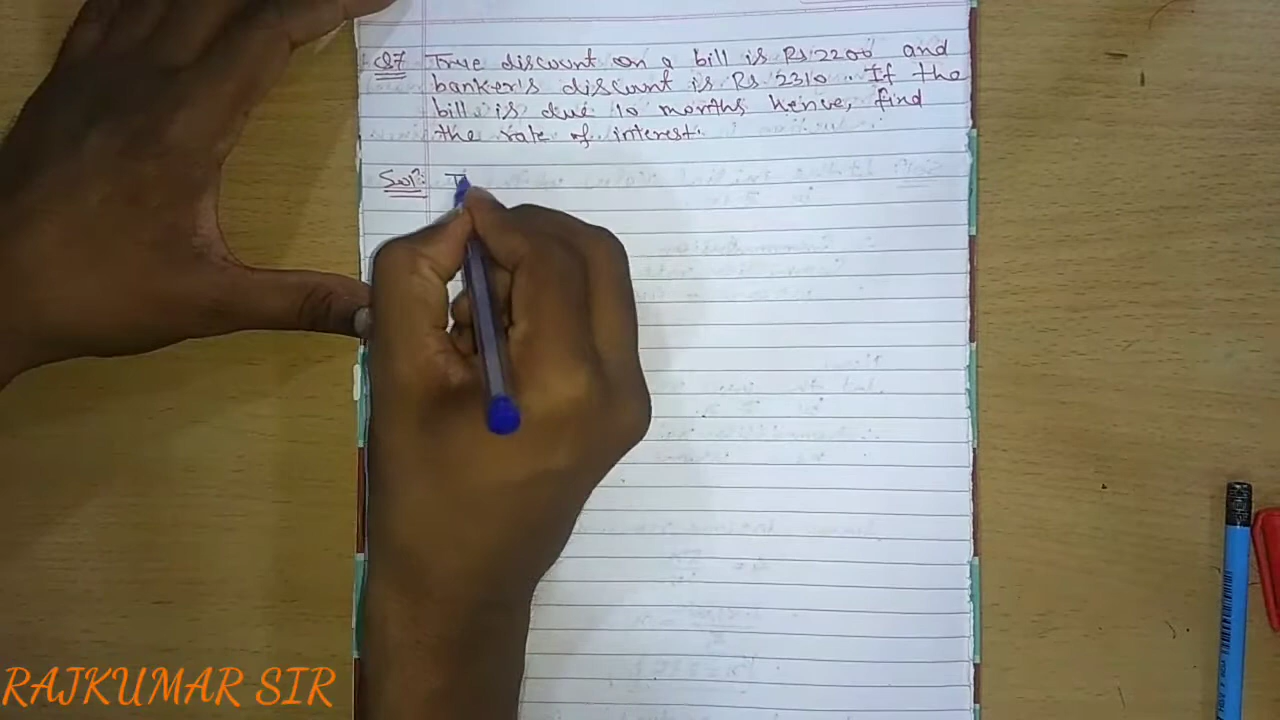 Q7 True discount on a bill is Rs 2200 and
banker's discount is Rs 2310. If the
bill is due 10 months hence, find
the rate of interest.
Solⁿ: T
RAJKUMAR SIR